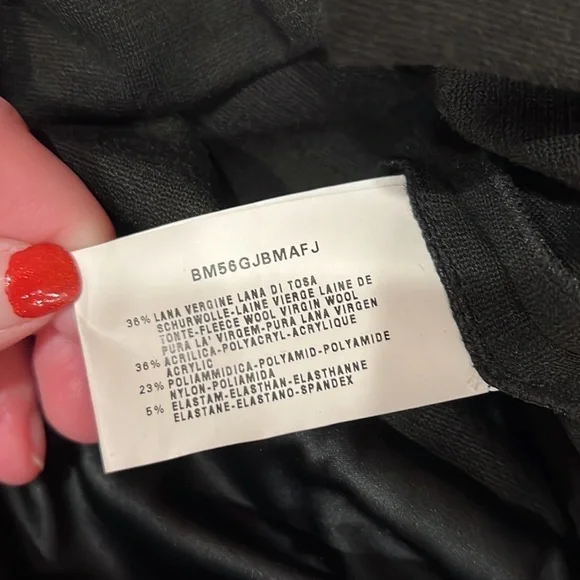 BM56GJBMAFJ
36% LANA VERGINE LANA DI TOSA
SCHURWOLLE-LAINE VIERGE LAINE DE
TONTE-FLEECE WOOL VIRGIN WOOL
PURA LA' VIRGEM-PURA LANA VIRGEN
36% ACRILICA-POLYACRYL-ACRYLIQUE
ACRYLIC
23% POLIAMMIDICA-POLYAMID-POLYAMIDE
NYLON-POLIAMIDA
5% ELASTAM-ELASTHAN-ELASTHANNE
ELASTANE-ELASTANO-SPANDEX